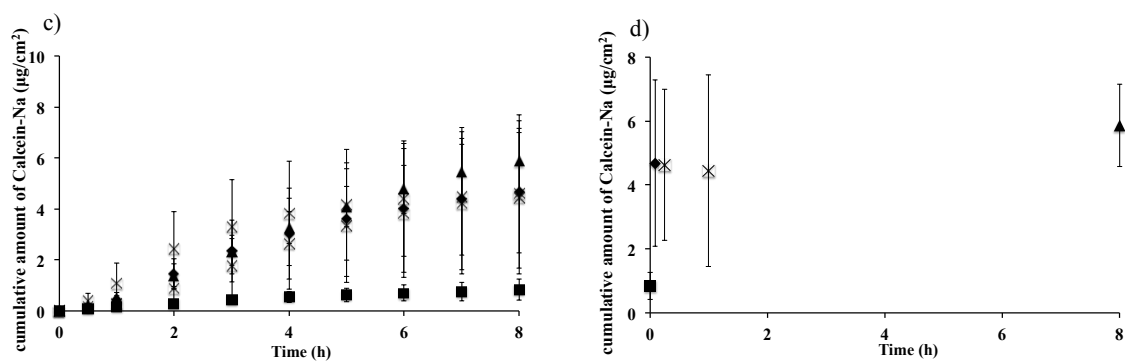 c)
cumulative amount of Calcein-Na (μg/cm²)
10
8
6
4
2
0
0 2 4 6 8
Time (h)
d)
cumulative amount of Calcein-Na (μg/cm²)
8
6
4
2
0
0 2 4 6 8
Time (h)